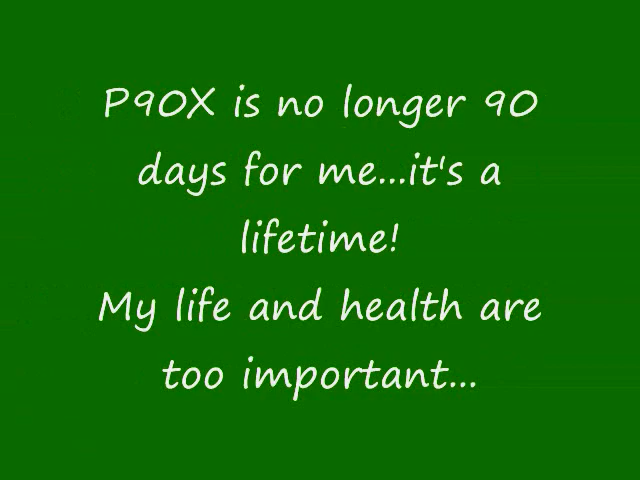 P90X is no longer 90
days for me...it's a
lifetime!
My life and health are
too important...